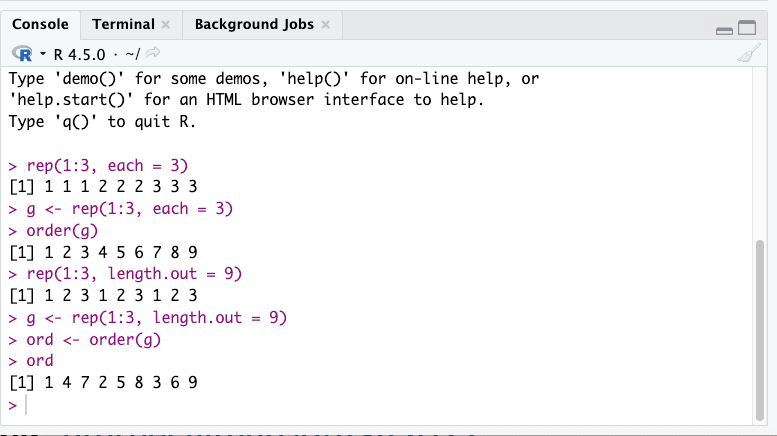 Console Terminal Background Jobs
R R 4.5.0 · ~/
Type 'demo()' for some demos, 'help()' for on-line help, or
'help.start()' for an HTML browser interface to help.
Type 'q()' to quit R.
> rep(1:3, each = 3)
[1] 1 1 1 2 2 2 3 3 3
> g <- rep(1:3, each = 3)
> order(g)
[1] 1 2 3 4 5 6 7 8 9
> rep(1:3, length.out = 9)
[1] 1 2 3 1 2 3 1 2 3
> g <- rep(1:3, length.out = 9)
> ord <- order(g)
> ord
[1] 1 4 7 2 5 8 3 6 9
>